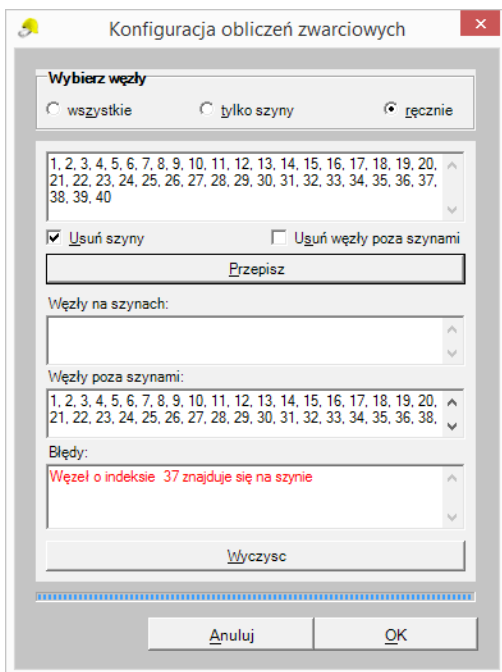 Konfiguracja obliczeń zwarciowych
Wybierz węzły
wszystkie tylko szyny ręcznie
1, 2, 3, 4, 5, 6, 7, 8, 9, 10, 11, 12, 13, 14, 15, 16, 17, 18, 19, 20,
21, 22, 23, 24, 25, 26, 27, 28, 29, 30, 31, 32, 33, 34, 35, 36, 37,
38, 39, 40
Usuń szyny Usuń węzły poza szynami
Przepisz
Węzły na szynach:
Węzły poza szynami:
1, 2, 3, 4, 5, 6, 7, 8, 9, 10, 11, 12, 13, 14, 15, 16, 17, 18, 19, 20,
21, 22, 23, 24, 25, 26, 27, 28, 29, 30, 31, 32, 33, 34, 35, 36, 38,
Błędy:
Węzeł o indeksie 37 znajduje się na szynie
Wyczysc
Anuluj OK